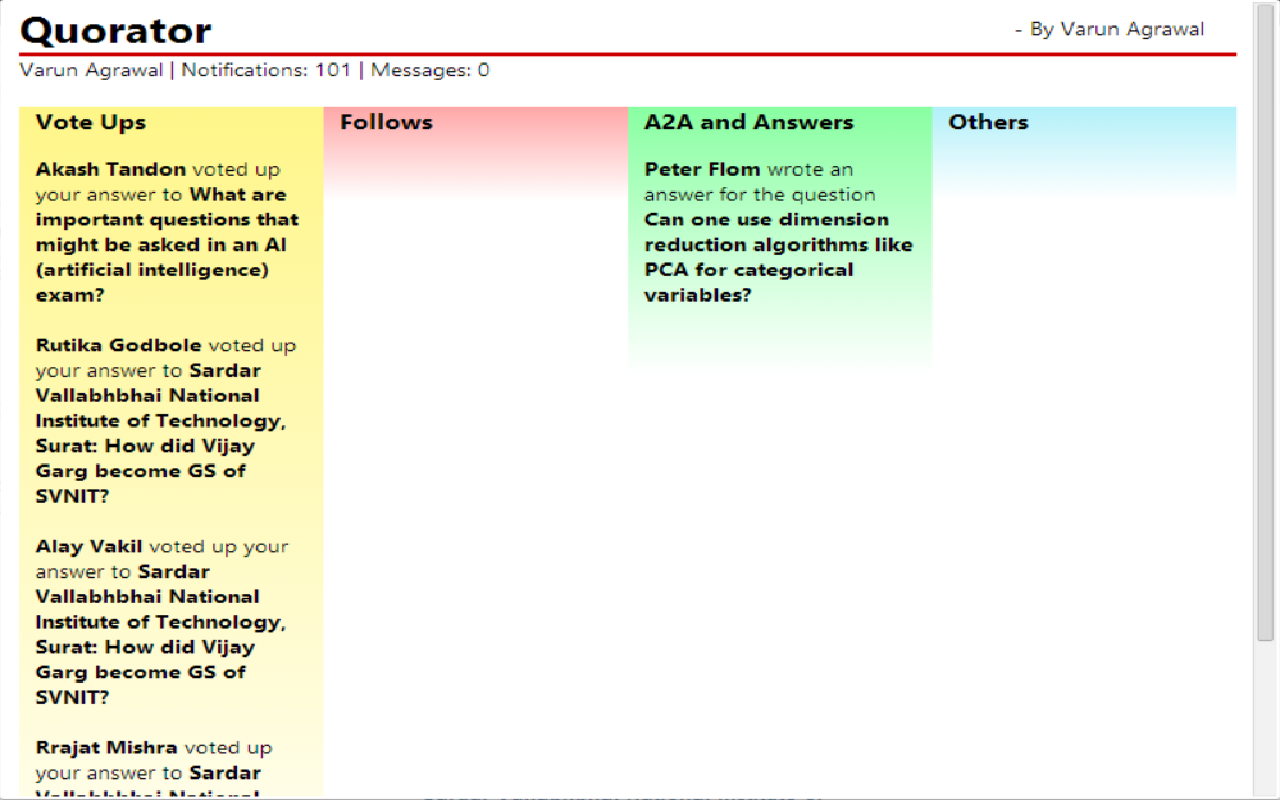 Quorator
- By Varun Agrawal
Varun Agrawal | Notifications: 101 | Messages: 0
Vote Ups
Akash Tandon voted up
your answer to What are
important questions that
might be asked in an AI
(artificial intelligence)
exam?
Rutika Godbole voted up
your answer to Sardar
Vallabhbhai National
Institute of Technology,
Surat: How did Vijay
Garg become GS of
SVNIT?
Alay Vakil voted up your
answer to Sardar
Vallabhbhai National
Institute of Technology,
Surat: How did Vijay
Garg become GS of
SVNIT?
Rrajat Mishra voted up
your answer to Sardar
Vallabhbhai National
Follows
A2A and Answers
Peter Flom wrote an
answer for the question
Can one use dimension
reduction algorithms like
PCA for categorical
variables?
Others